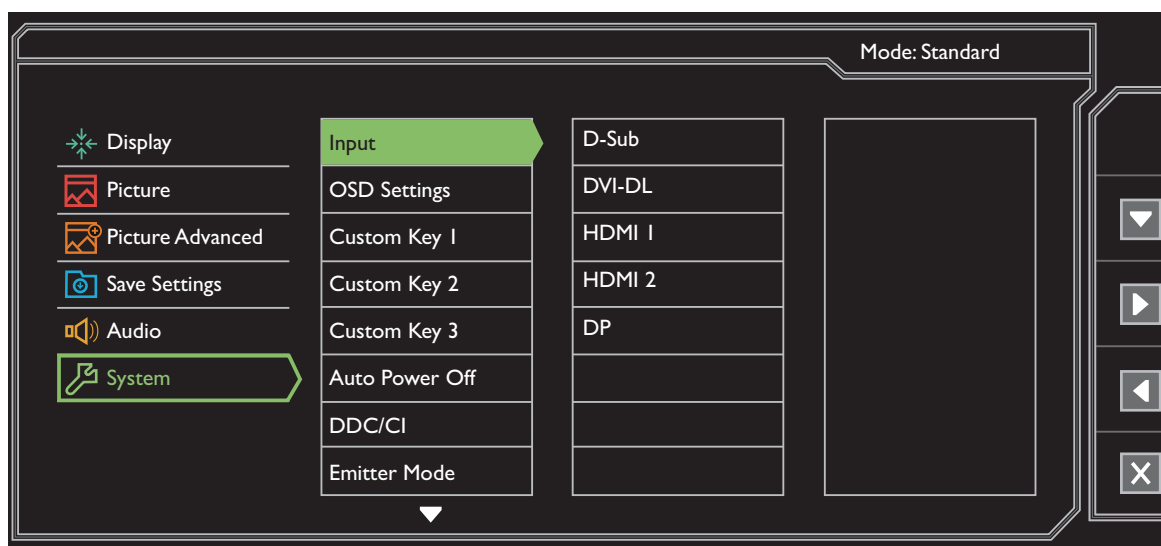 Mode: Standard
Display
Picture
Picture Advanced
Save Settings
Audio
System
Input
OSD Settings
Custom Key 1
Custom Key 2
Custom Key 3
Auto Power Off
DDC/CI
Emitter Mode
D-Sub
DVI-DL
HDMI 1
HDMI 2
DP